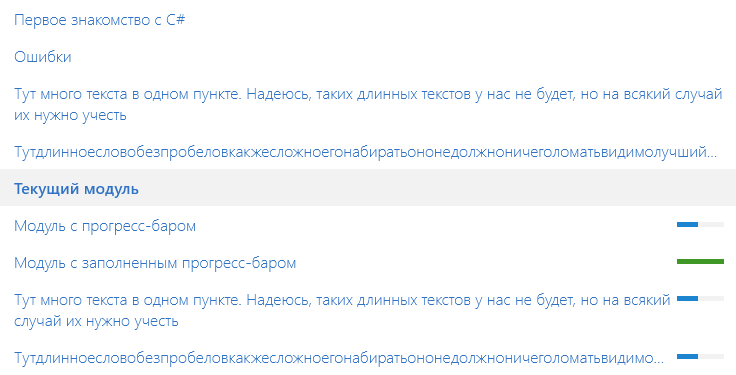 Первое знакомство с C#
Ошибки
Тут много текста в одном пункте. Надеюсь, таких длинных текстов у нас не будет, но на всякий случай
их нужно учесть
Тутдлинноесловобезпробеловкакжесложноегонабиратьононедолжноничеголоматьвидимолучший...
Текущий модуль
Модуль с прогресс-баром
Модуль с заполненным прогресс-баром
Тут много текста в одном пункте. Надеюсь, таких длинных текстов у нас не будет, но на всякий
случай их нужно учесть
Тутдлинноесловобезпробеловкакжесложноегонабиратьононедолжноничеголоматьвидимо...